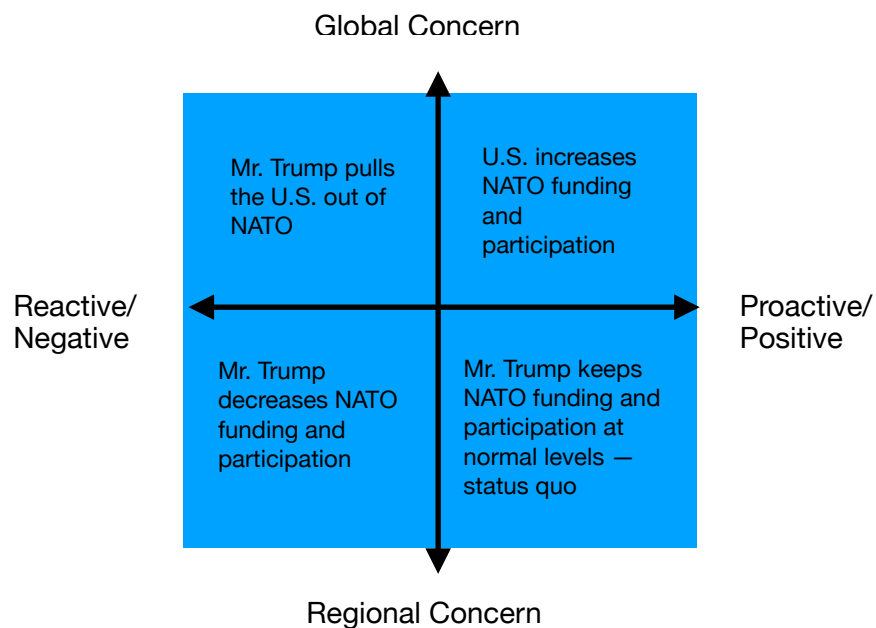 Global Concern
Mr. Trump pulls
the U.S. out of
NATO
U.S. increases
NATO funding
and
participation
Reactive/
Negative
Proactive/
Positive
Mr. Trump
decreases NATO
funding and
participation
Mr. Trump keeps
NATO funding and
participation at
normal levels —
status quo
Regional Concern